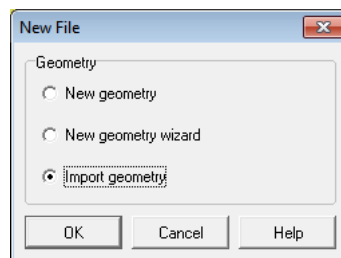 New File
Geometry
New geometry
New geometry wizard
Import geometry
OK Cancel Help